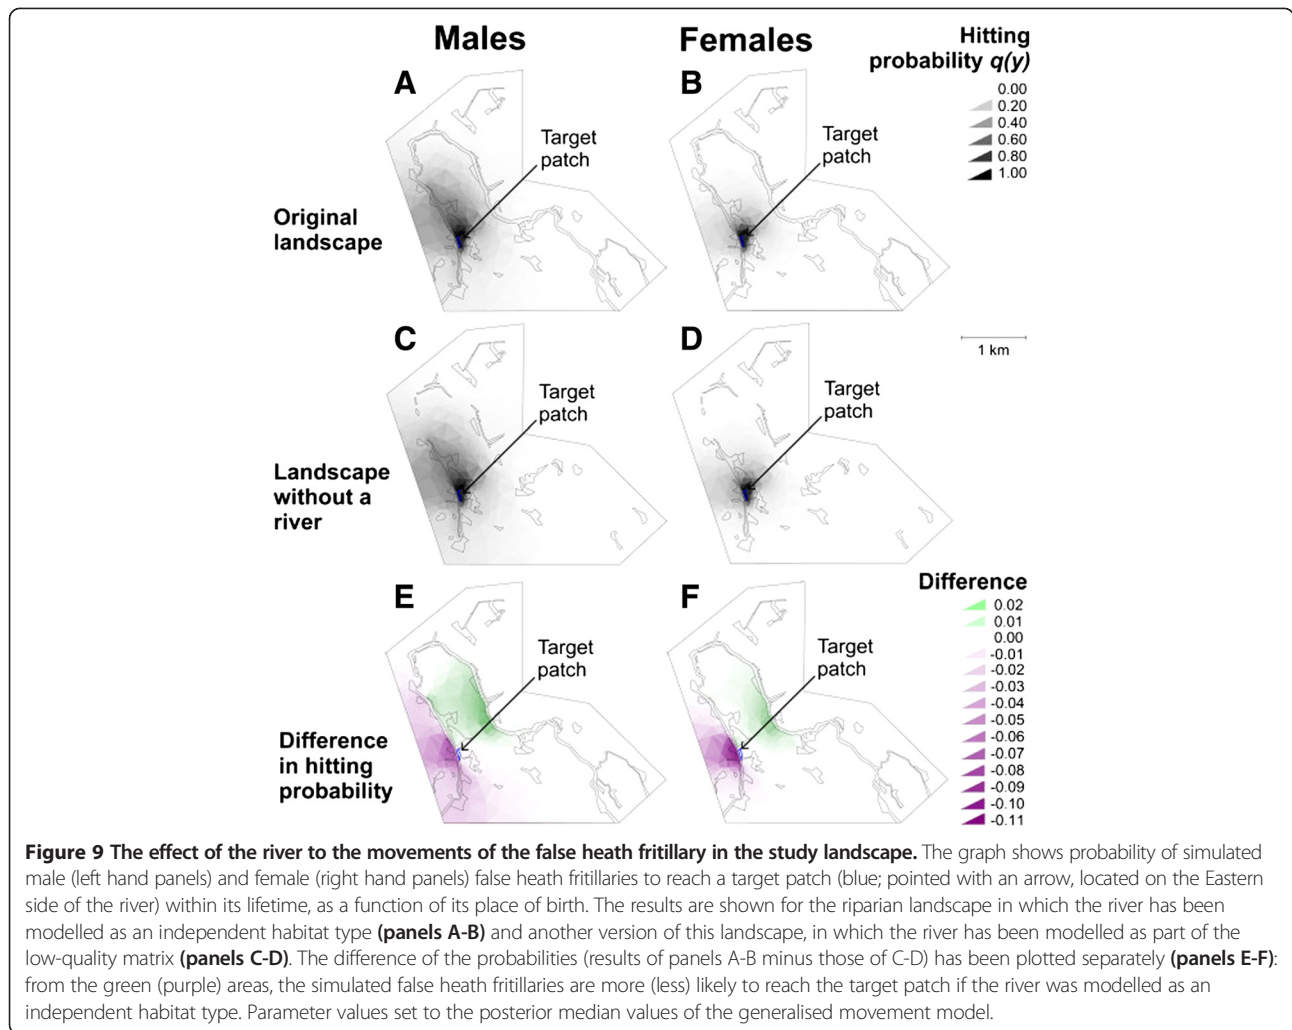 Males
Females
Hitting
probability q(y)
A
B
0.00
0.20
0.40
0.60
0.80
1.00
Target
patch
Target
patch
Original
landscape
C
D
1 km
Target
patch
Target
patch
Landscape
without a
river
Difference
E
F
0.02
0.01
0.00
-0.01
-0.02
-0.03
-0.04
-0.05
-0.06
-0.07
-0.08
-0.09
-0.10
-0.11
Target
patch
Target
patch
Difference
in hitting
probability
Figure 9 The effect of the river to the movements of the false heath fritillary in the study landscape. The graph shows probability of simulated
male (left hand panels) and female (right hand panels) false heath fritillaries to reach a target patch (blue; pointed with an arrow, located on the Eastern
side of the river) within its lifetime, as a function of its place of birth. The results are shown for the riparian landscape in which the river has been
modelled as an independent habitat type (panels A-B) and another version of this landscape, in which the river has been modelled as part of the
low-quality matrix (panels C-D). The difference of the probabilities (results of panels A-B minus those of C-D) has been plotted separately (panels E-F):
from the green (purple) areas, the simulated false heath fritillaries are more (less) likely to reach the target patch if the river was modelled as an
independent habitat type. Parameter values set to the posterior median values of the generalised movement model.